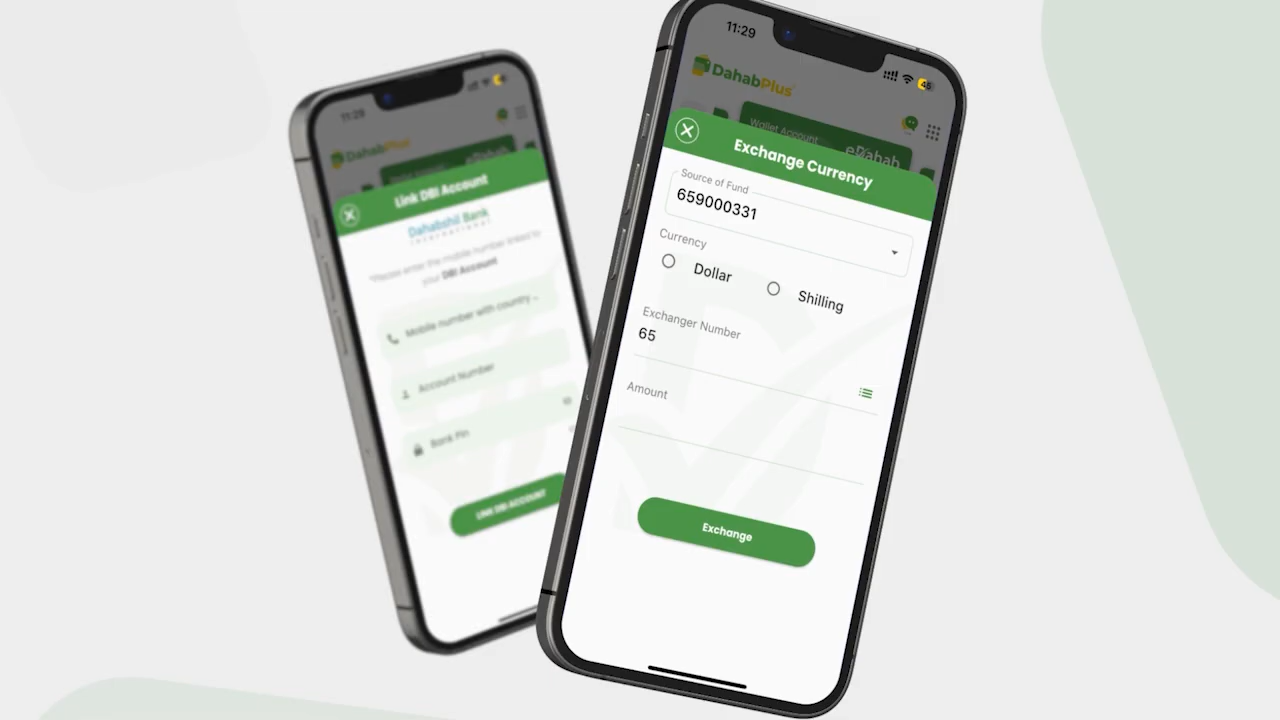 11:29
DahabPlus
eDahab
Link DBI Account
Dahabshil Bank
INTERNATIONAL
*Please enter the mobile number linked to
your DBI Account
Mobile number with country ..
Account Number
Bank Pin
LINK DBI ACCOUNT
11:29
45
DahabPlus
Wallet Account
eDahab
Exchange Currency
Source of Fund
659000331
Currency
Dollar
Shilling
Exchanger Number
65
Amount
Exchange